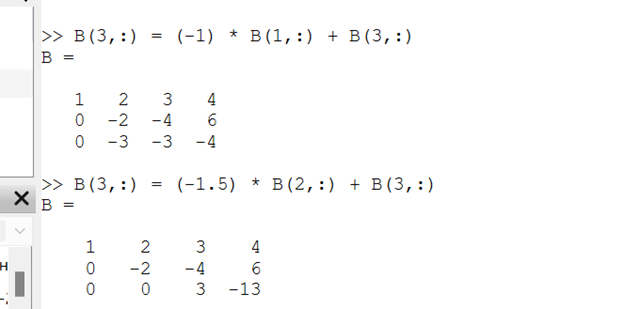 >> B(3,:) = (-1) * B(1,:) + B(3,:)
B =
1 2 3 4
0 -2 -4 6
0 -3 -3 -4
>> B(3,:) = (-1.5) * B(2,:) + B(3,:)
B =
1 2 3 4
0 -2 -4 6
0 0 3 -13